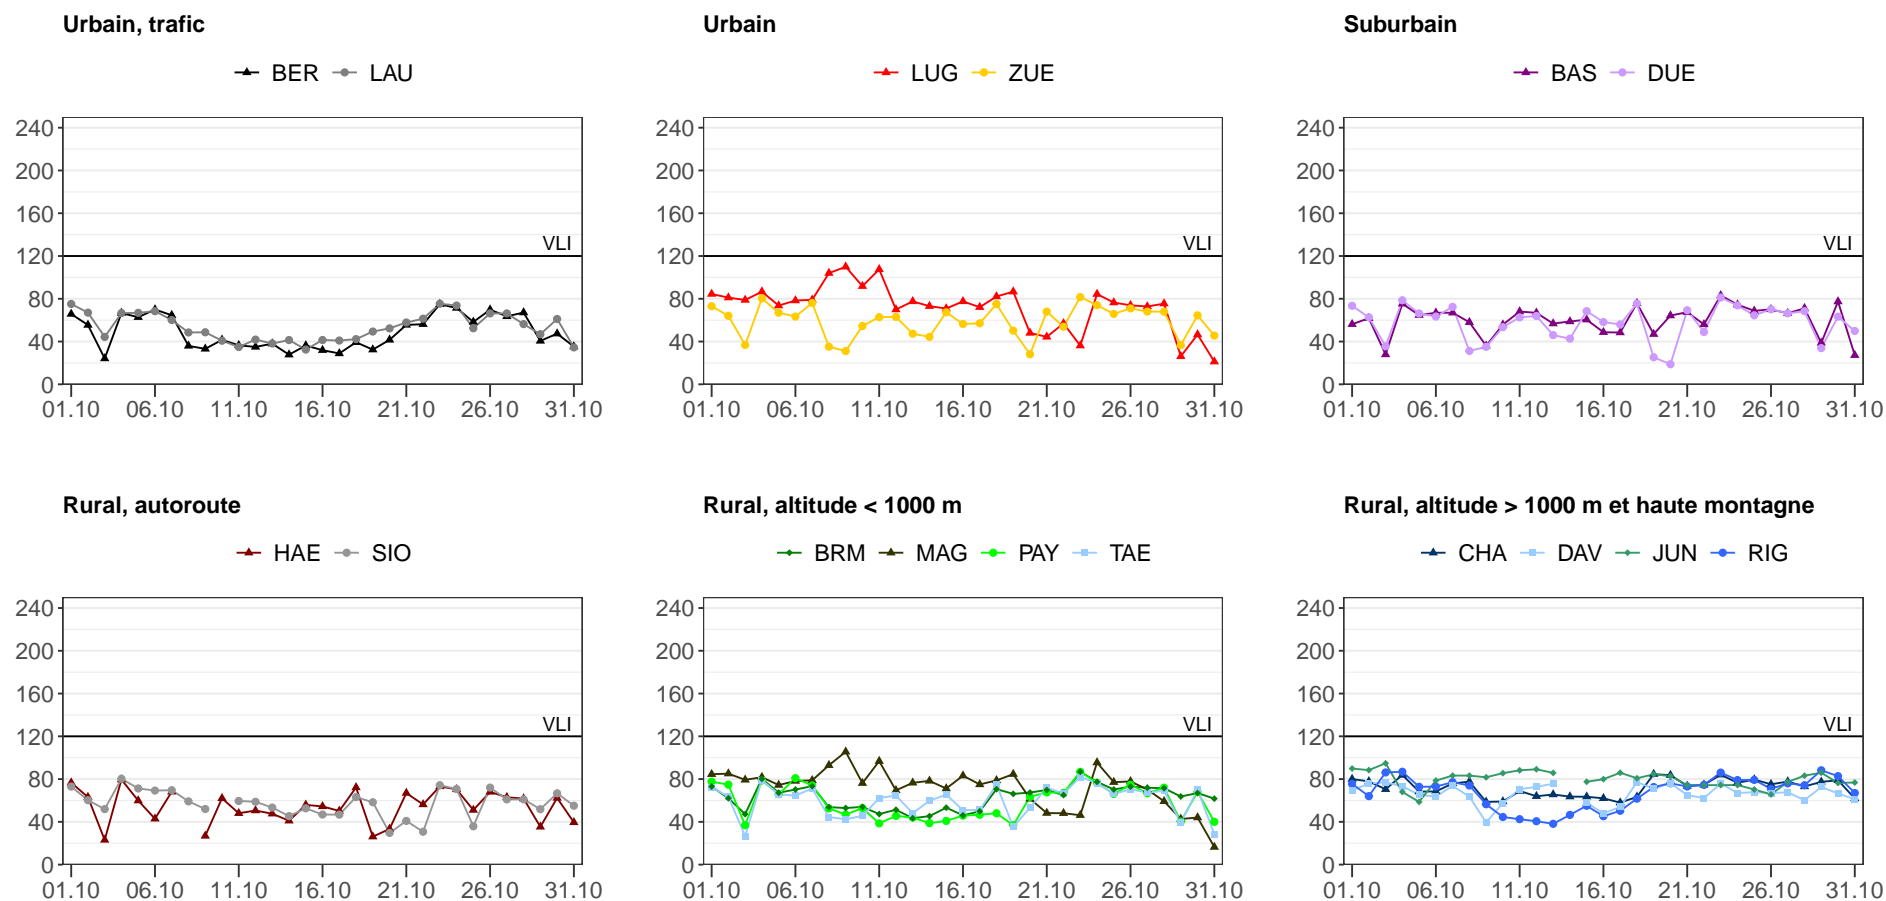 Urbain, trafic
Urbain
Suburbain
BER LAU
LUG ZUE
BAS DUE
240
200
160
120
80
40
0
VLI
01.10 06.10 11.10 16.10 21.10 26.10 31.10
240
200
160
120
80
40
0
VLI
01.10 06.10 11.10 16.10 21.10 26.10 31.10
240
200
160
120
80
40
0
VLI
01.10 06.10 11.10 16.10 21.10 26.10 31.10
Rural, autoroute
Rural, altitude < 1000 m
Rural, altitude > 1000 m et haute montagne
HAE SIO
BRM MAG PAY TAE
CHA DAV JUN RIG
240
200
160
120
80
40
0
VLI
01.10 06.10 11.10 16.10 21.10 26.10 31.10
240
200
160
120
80
40
0
VLI
01.10 06.10 11.10 16.10 21.10 26.10 31.10
240
200
160
120
80
40
0
VLI
01.10 06.10 11.10 16.10 21.10 26.10 31.10